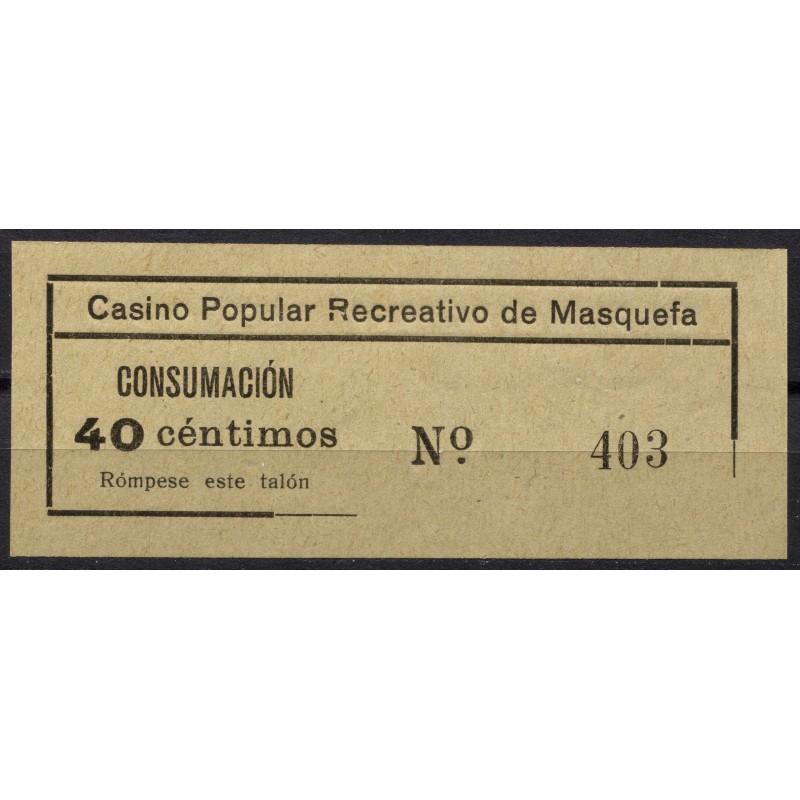 Casino Popular Recreativo de Masquefa
CONSUMACIÓN
40 céntimos
Rómpese este talón
Nº 403